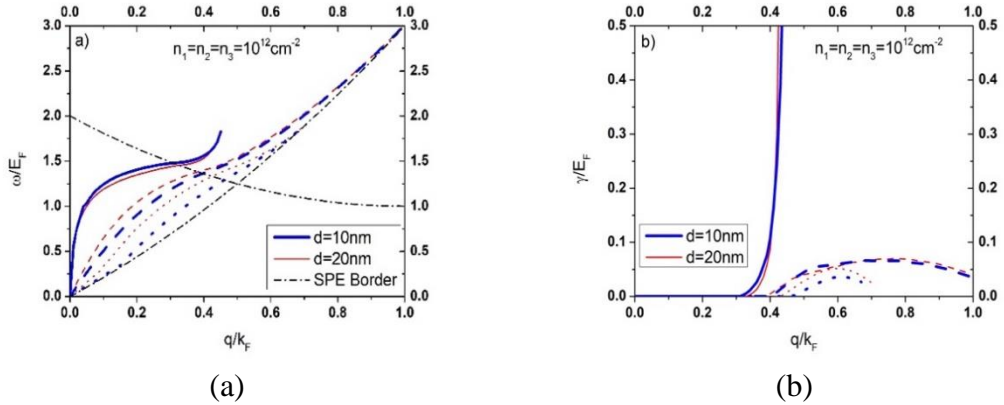 0.0 0.2 0.4 0.6 0.8 1.0
3.0 3.0
a) n₁=n₂=n₃=10¹²cm⁻²
2.5 2.5
2.0 2.0
1.5 1.5
1.0 1.0
0.5 0.5
0.0 0.0
ω/E_F
d=10nm
d=20nm
SPE Border
0.0 0.2 0.4 0.6 0.8 1.0
q/k_F
(a)
0.0 0.2 0.4 0.6 0.8 1.0
0.5 0.5
b) n₁=n₂=n₃=10¹²cm⁻²
0.4 0.4
0.3 0.3
0.2 0.2
0.1 0.1
0.0 0.0
γ/E_F
d=10nm
d=20nm
0.0 0.2 0.4 0.6 0.8 1.0
q/k_F
(b)